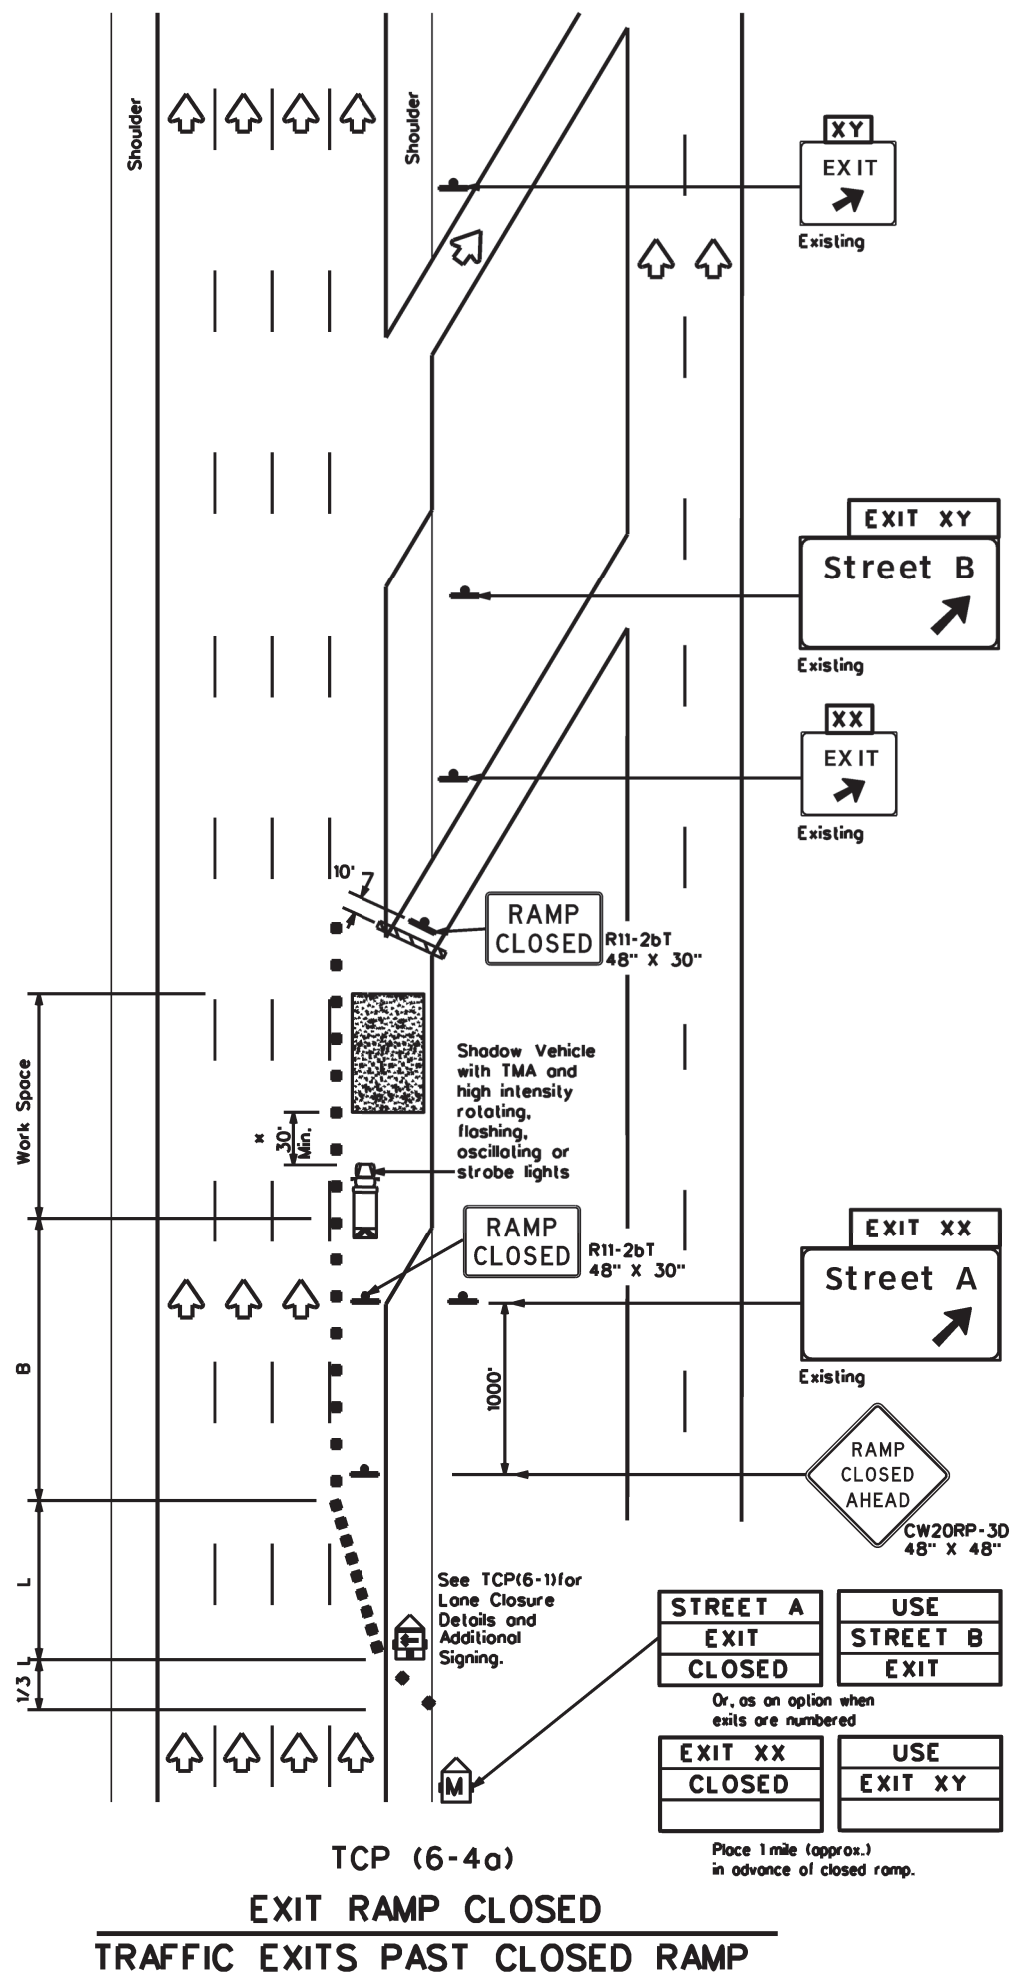 Shoulder
Shoulder
XY
EXIT
Existing
EXIT XY
Street B
Existing
XX
EXIT
Existing
10'
RAMP
CLOSED
R11-2bT
48" X 30"
Work Space
Shadow Vehicle
with TMA and
high intensity
rotating,
flashing,
oscillating or
strobe lights
x
30'
Min.
RAMP
CLOSED
R11-2bT
48" X 30"
EXIT XX
Street A
Existing
B
1000'
RAMP
CLOSED
AHEAD
CW20RP-3D
48" X 48"
L
See TCP(6-1)for
Lane Closure
Details and
Additional
Signing.
1/3 L
STREET A
EXIT
CLOSED
USE
STREET B
EXIT
Or, as an option when
exits are numbered
EXIT XX
CLOSED
USE
EXIT XY
M
Place 1 mile (approx.)
in advance of closed ramp.
TCP (6-4a)
EXIT RAMP CLOSED
TRAFFIC EXITS PAST CLOSED RAMP